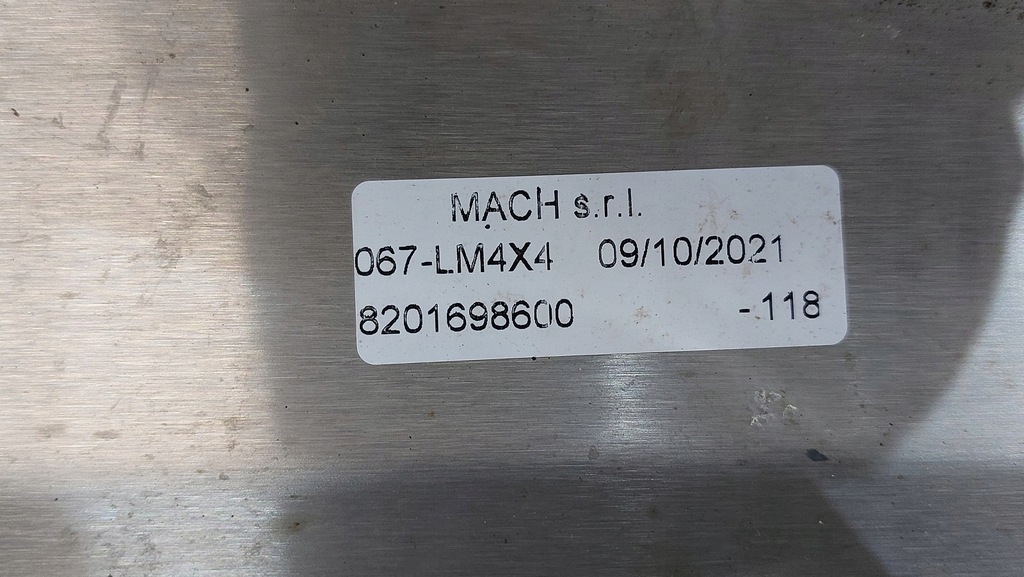 MACH s.r.l.
067-LM4X4 09/10/2021
8201698600 - 118